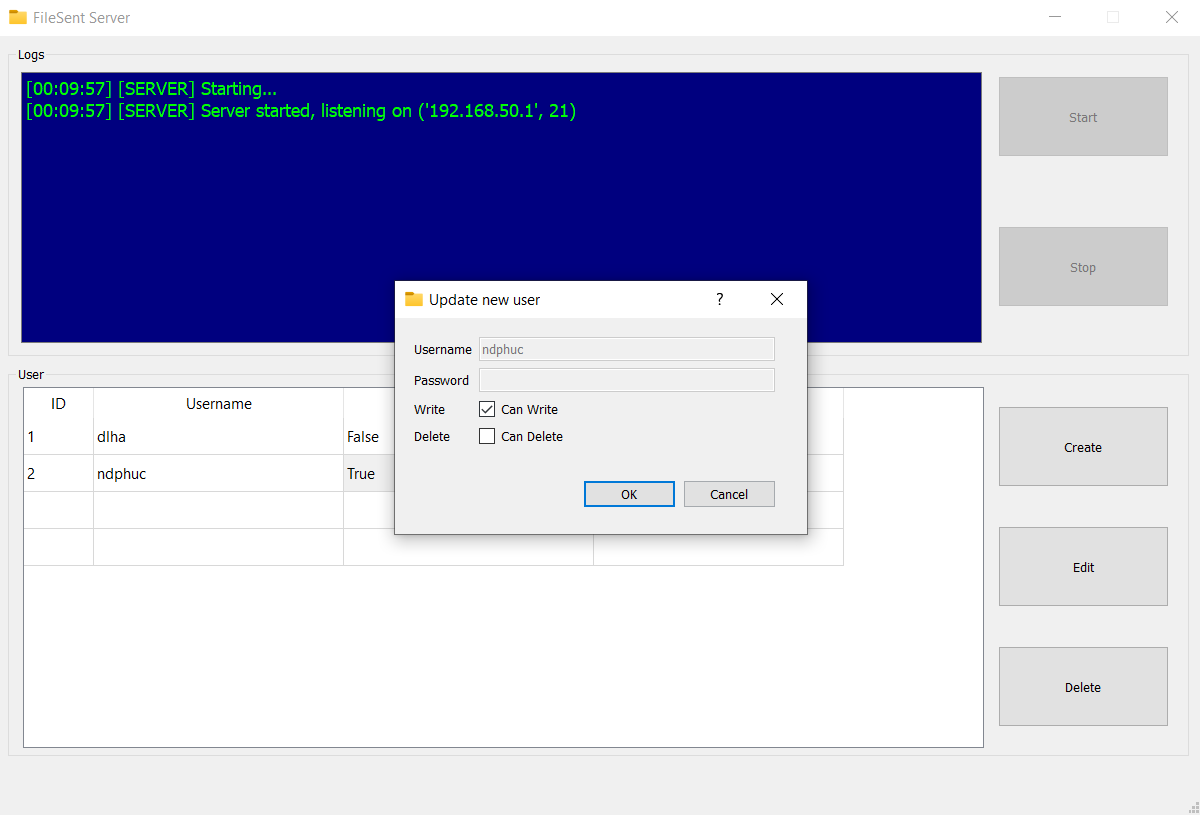 FileSent Server
Logs
[00:09:57] [SERVER] Starting...
[00:09:57] [SERVER] Server started, listening on ('192.168.50.1', 21)
Start
Stop
Update new user
?
Username ndphuc
Password
Write Can Write
Delete Can Delete
OK Cancel
User
ID Username
1 dlha False
2 ndphuc True
Create
Edit
Delete